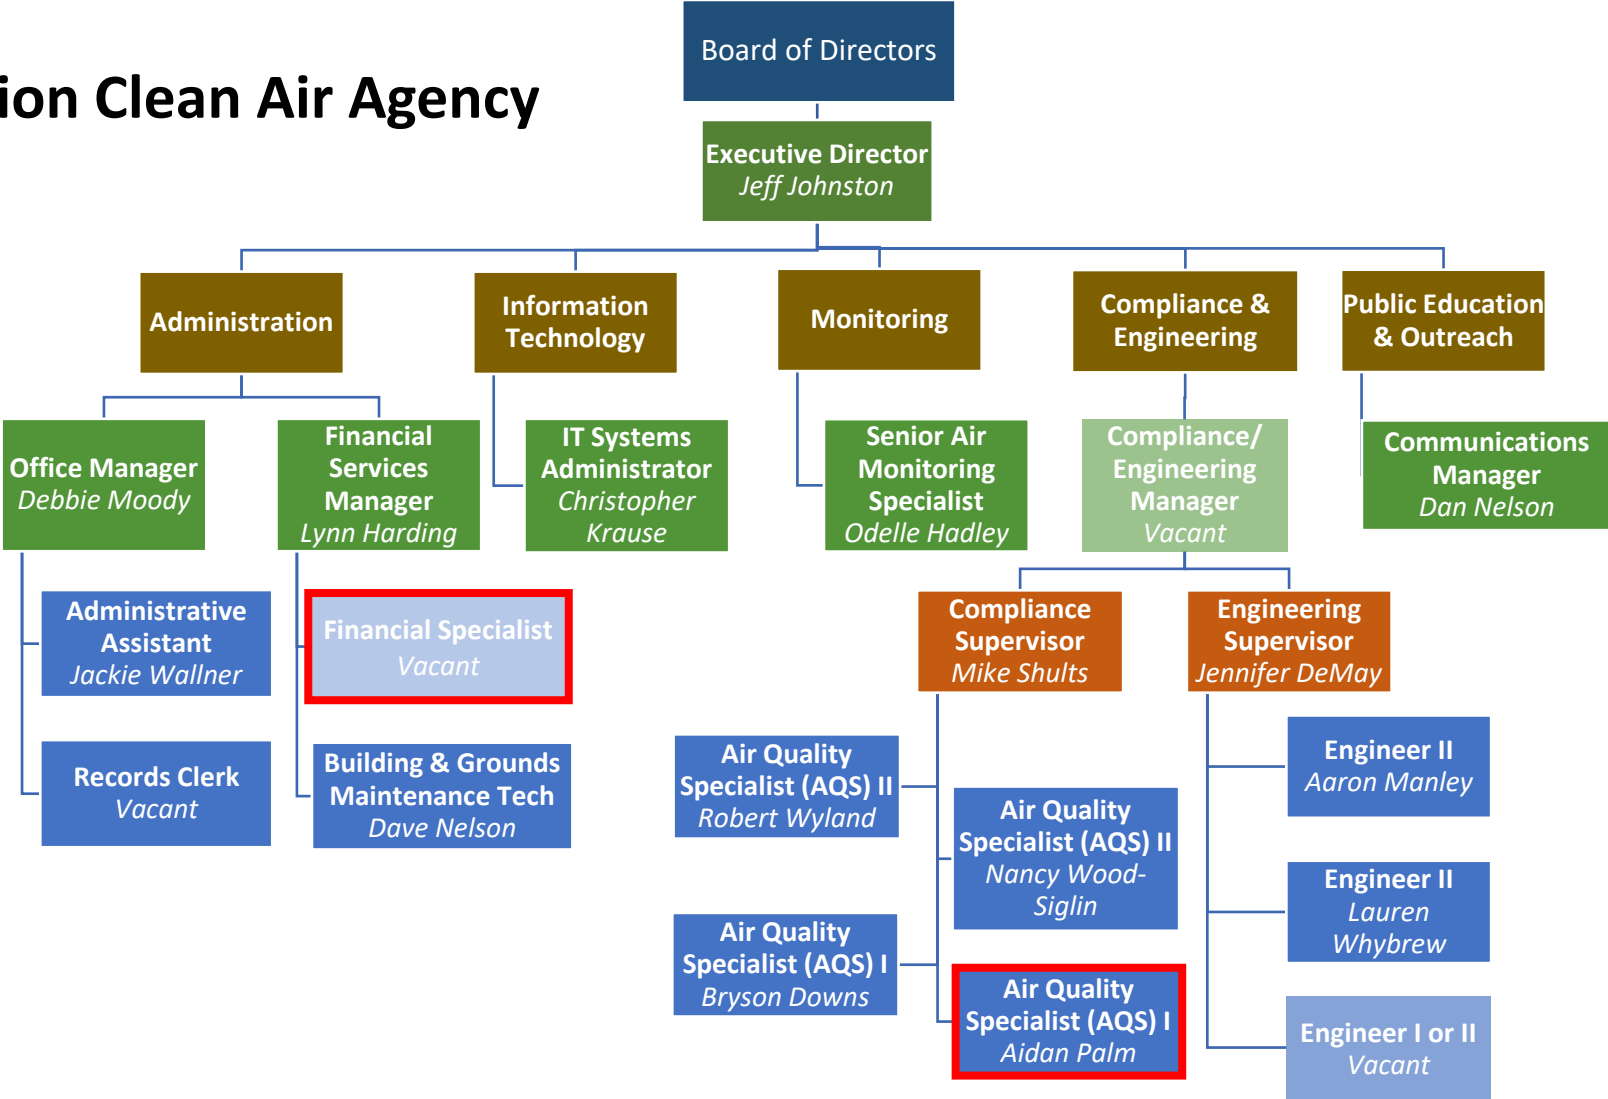 Board of Directors
ion Clean Air Agency
Executive Director
Jeff Johnston
Administration
Information
Technology
Monitoring
Compliance &
Engineering
Public Education
& Outreach
Office Manager
Debbie Moody
Financial
Services
Manager
Lynn Harding
IT Systems
Administrator
Christopher
Krause
Senior Air
Monitoring
Specialist
Odelle Hadley
Compliance/
Engineering
Manager
Vacant
Communications
Manager
Dan Nelson
Administrative
Assistant
Jackie Wallner
Financial Specialist
Vacant
Compliance
Supervisor
Mike Shults
Engineering
Supervisor
Jennifer DeMay
Records Clerk
Vacant
Building & Grounds
Maintenance Tech
Dave Nelson
Air Quality
Specialist (AQS) II
Robert Wyland
Air Quality
Specialist (AQS) II
Nancy Wood-
Siglin
Engineer II
Aaron Manley
Air Quality
Specialist (AQS) I
Bryson Downs
Air Quality
Specialist (AQS) I
Aidan Palm
Engineer II
Lauren
Whybrew
Engineer I or II
Vacant